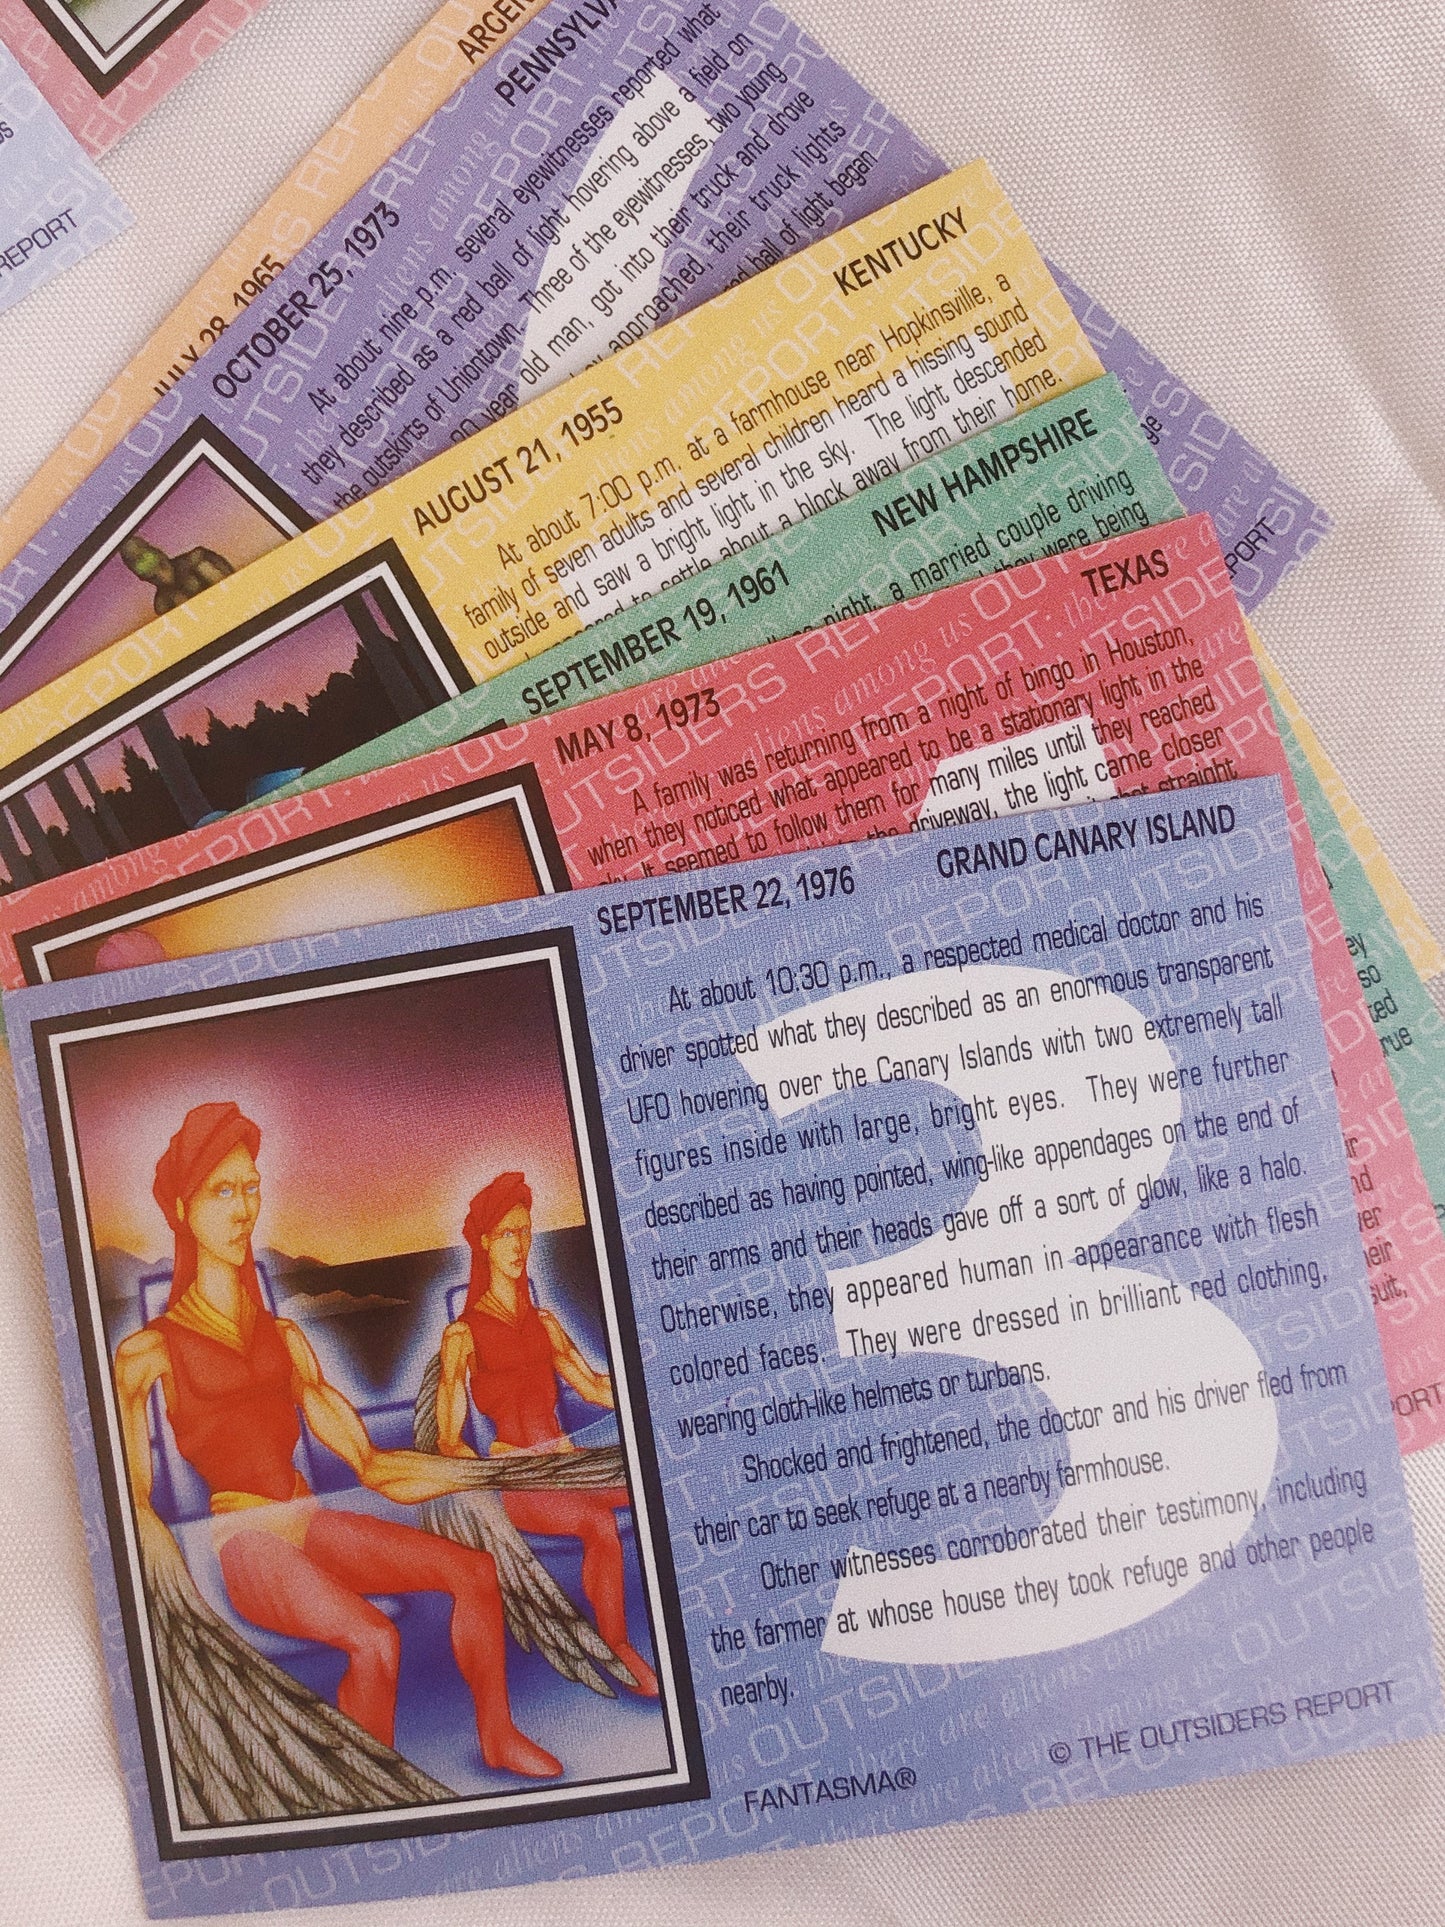 REPORT
ARGEN
JULY 28, 1965
PENNSYLVA
OCTOBER 25, 1973
At about nine p.m. several eyewitnesses reported what
they described as a red ball of light hovering above a field on
the outskirts of Uniontown. Three of the eyewitnesses, two young
year old man, got into their truck and drove
approached, their truck lights
ball of light began
REPORT
KENTUCKY
AUGUST 21, 1955
At about 7:00 p.m. at a farmhouse near Hopkinsville, a
family of seven adults and several children heard a hissing sound
outside and saw a bright light in the sky. The light descended
to settle about a block away from their home.
NEW HAMPSHIRE
SEPTEMBER 19, 1961
night, a married couple driving
they were being
TEXAS
MAY 8, 1973
A family was returning from a night of bingo in Houston,
when they noticed what appeared to be a stationary light in the
sky. It seemed to follow them for many miles until they reached
the driveway, the light came closer
shot straight
GRAND CANARY ISLAND
SEPTEMBER 22, 1976
At about 10:30 p.m., a respected medical doctor and his
driver spotted what they described as an enormous transparent
UFO hovering over the Canary Islands with two extremely tall
figures inside with large, bright eyes. They were further
described as having pointed, wing-like appendages on the end of
their arms and their heads gave off a sort of glow, like a halo.
Otherwise, they appeared human in appearance with flesh
colored faces. They were dressed in brilliant red clothing,
wearing cloth-like helmets or turbans.
Shocked and frightened, the doctor and his driver fled from
their car to seek refuge at a nearby farmhouse.
Other witnesses corroborated their testimony, including
the farmer at whose house they took refuge and other people
nearby.
3
FANTASMA®
© THE OUTSIDERS REPORT